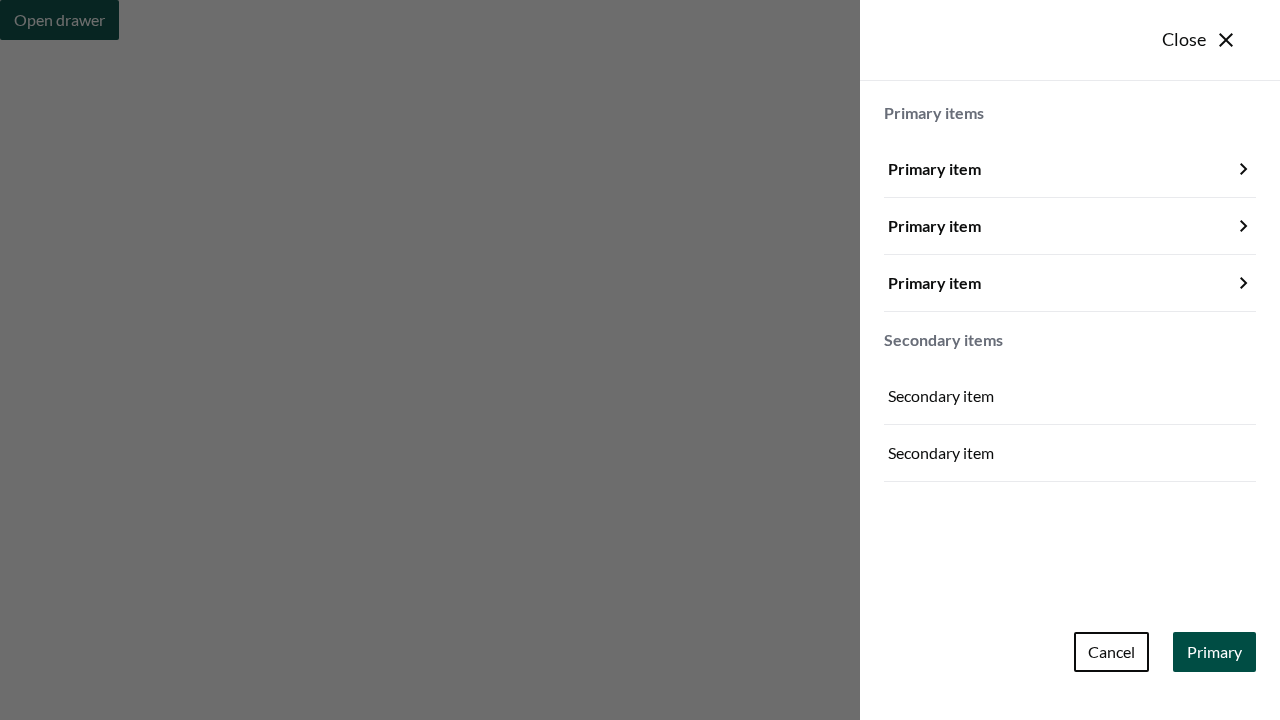 Open drawer
Close
Primary items
Primary item
Primary item
Primary item
Secondary items
Secondary item
Secondary item
Cancel
Primary